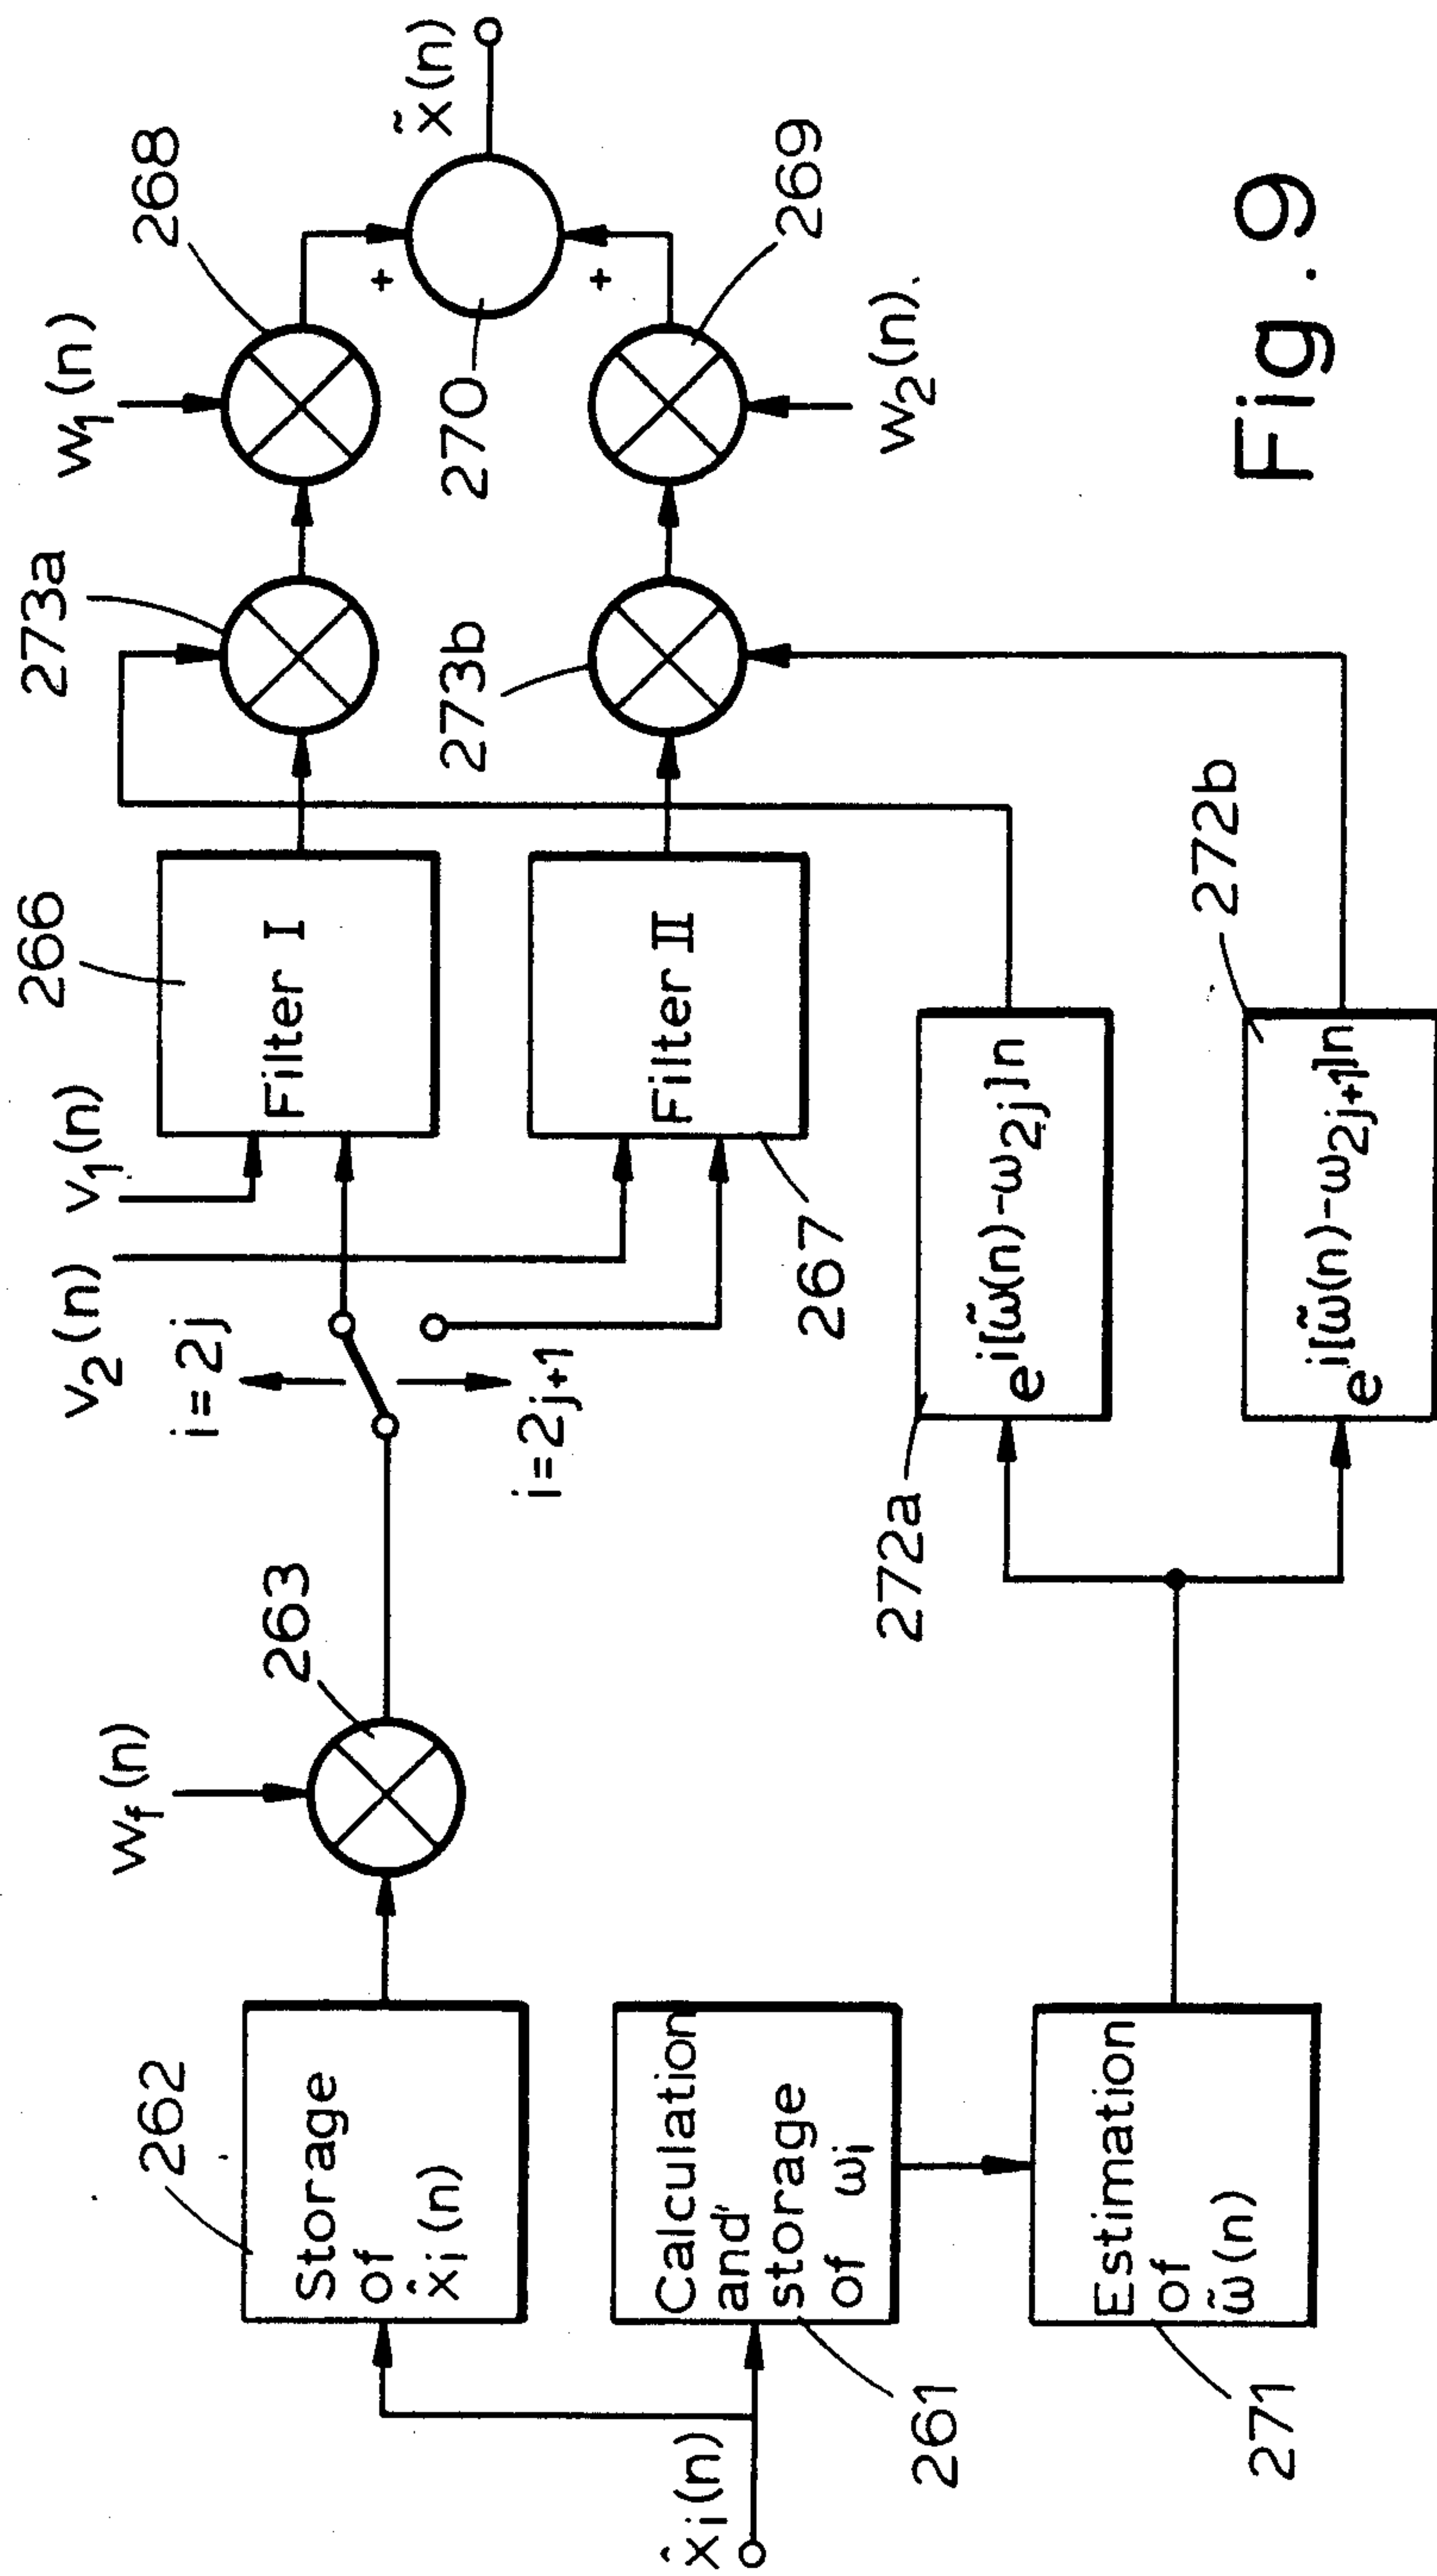 x̂i(n)
262
Storage
of
x̂i(n)
261
Calculation
and
storage
of ωi
271
Estimation
of
ω̃(n)
wf(n)
263
i=2j
i=2j+1
v2(n)
v1(n)
266
Filter I
267
Filter II
272a
e^i[ω̃(n)-ω2j]n
272b
e^i[ω̃(n)-ω2j+1]n
273a
273b
w1(n)
268
270
+
+
w2(n)
269
x̃(n)
Fig. 9